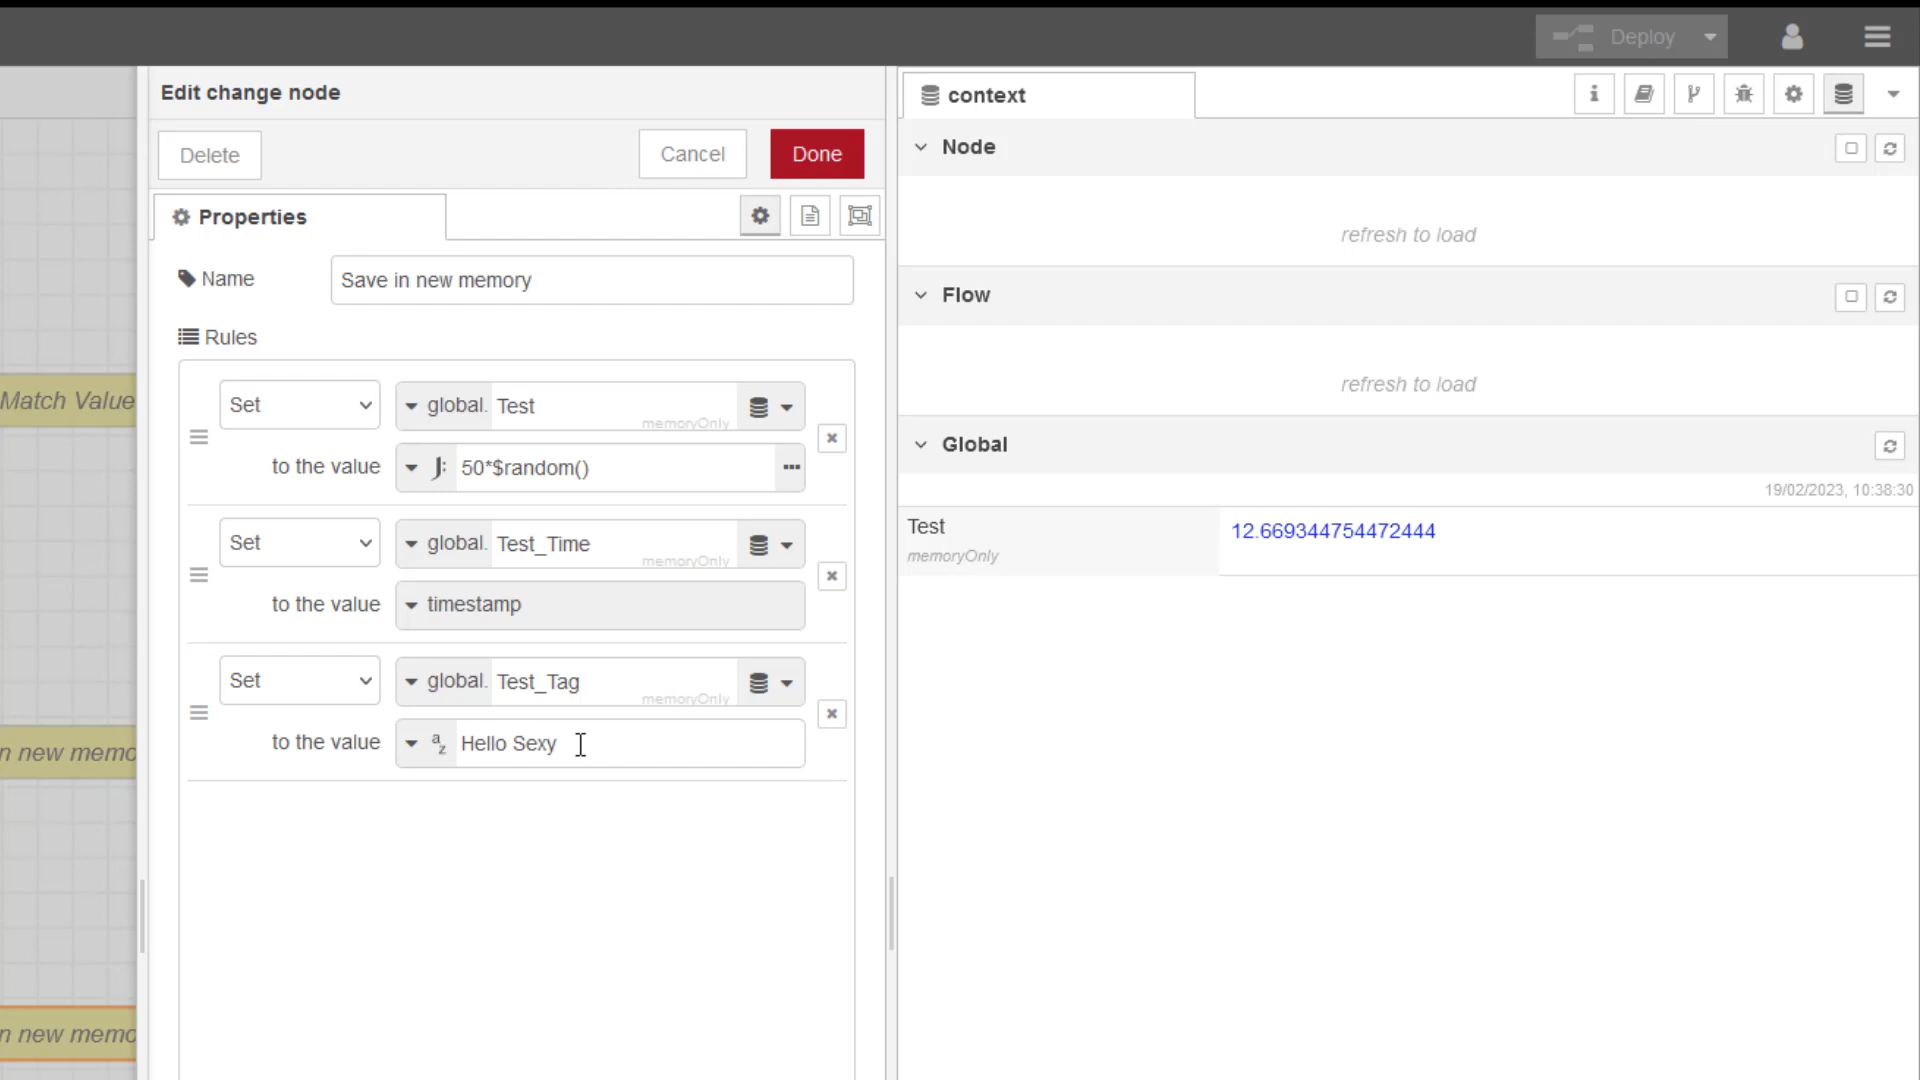 Deploy
Edit change node
context
Delete
Cancel
Done
Node
refresh to load
Properties
Name
Save in new memory
Flow
refresh to load
Rules
Match Value
Set
global. Test
memoryOnly
to the value
50*$random()
Global
19/02/2023, 10:38:30
Test
12.669344754472444
memoryOnly
Set
global. Test_Time
memoryOnly
to the value
timestamp
Set
global. Test_Tag
memoryOnly
to the value
Hello Sexy
n new memo
n new memo